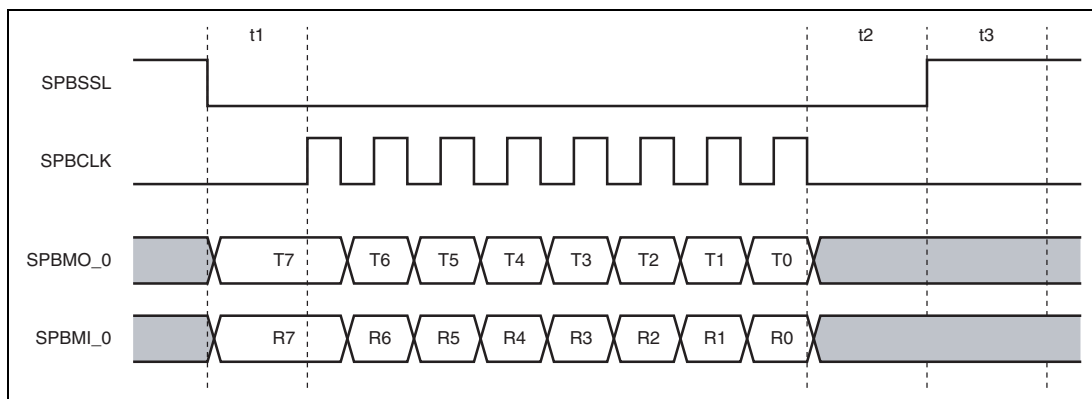 t1 t2 t3
SPBSSL
SPBCLK
SPBMO_0 T7 T6 T5 T4 T3 T2 T1 T0
SPBMI_0 R7 R6 R5 R4 R3 R2 R1 R0